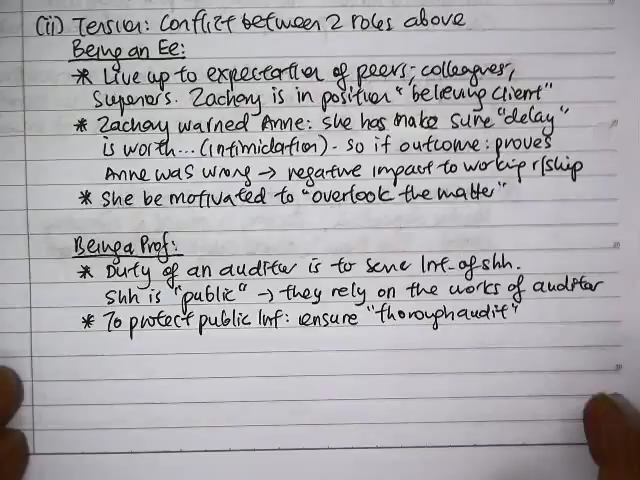 (ii) Tension: Conflict between 2 roles above
Being an Ee:
* Live up to expectation of peers, colleagues,
Superiors. Zachary is in position "believing client"
* Zachary warned Anne: she has make sure "delay"
is worth... (intimidation). So if outcome: proves
Anne was wrong → negative impact to working r/ship
* She be motivated to "overlook the matter"
Being a Prof:
* Duty of an auditor is to serve Int. of shh.
Shh is "public" → they rely on the works of auditor
* To protect public Int: ensure "thorough audit"